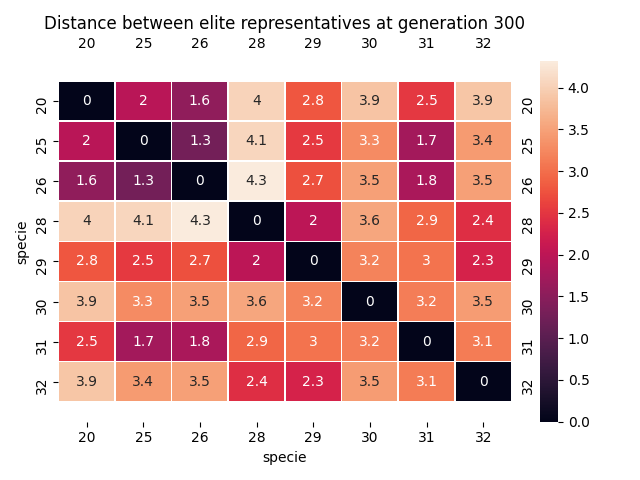 Distance between elite representatives at generation 300
20 25 26 28 29 30 31 32
20 0 2 1.6 4 2.8 3.9 2.5 3.9 20
25 2 0 1.3 4.1 2.5 3.3 1.7 3.4 25
26 1.6 1.3 0 4.3 2.7 3.5 1.8 3.5 26
28 4 4.1 4.3 0 2 3.6 2.9 2.4 28
29 2.8 2.5 2.7 2 0 3.2 3 2.3 29
30 3.9 3.3 3.5 3.6 3.2 0 3.2 3.5 30
31 2.5 1.7 1.8 2.9 3 3.2 0 3.1 31
32 3.9 3.4 3.5 2.4 2.3 3.5 3.1 0 32
20 25 26 28 29 30 31 32
specie
specie
4.0
3.5
3.0
2.5
2.0
1.5
1.0
0.5
0.0